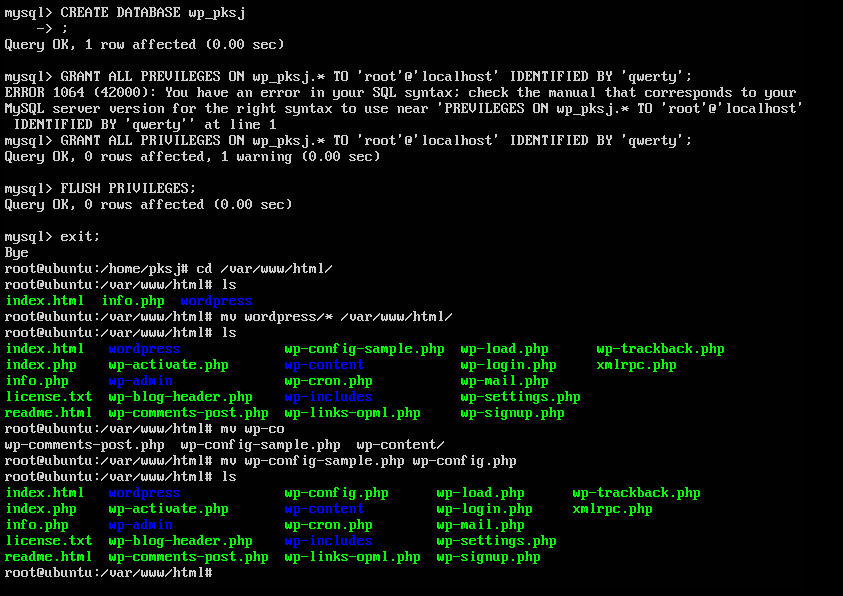 mysql> CREATE DATABASE wp_pksj
    -> ;
Query OK, 1 row affected (0.00 sec)
mysql> GRANT ALL PREVILEGES ON wp_pksj.* TO 'root'@'localhost' IDENTIFIED BY 'qwerty';
ERROR 1064 (42000): You have an error in your SQL syntax; check the manual that corresponds to your
MySQL server version for the right syntax to use near 'PREVILEGES ON wp_pksj.* TO 'root'@'localhost'
 IDENTIFIED BY 'qwerty'' at line 1
mysql> GRANT ALL PRIVILEGES ON wp_pksj.* TO 'root'@'localhost' IDENTIFIED BY 'qwerty';
Query OK, 0 rows affected, 1 warning (0.00 sec)
mysql> FLUSH PRIVILEGES;
Query OK, 0 rows affected (0.00 sec)
mysql> exit;
Bye
root@ubuntu:/home/pksj# cd /var/www/html/
root@ubuntu:/var/www/html# ls
index.html  info.php  wordpress
root@ubuntu:/var/www/html# mv wordpress/* /var/www/html/
root@ubuntu:/var/www/html# ls
index.html   wordpress             wp-config-sample.php  wp-load.php      wp-trackback.php
index.php    wp-activate.php       wp-content            wp-login.php     xmlrpc.php
info.php     wp-admin              wp-cron.php           wp-mail.php
license.txt  wp-blog-header.php    wp-includes           wp-settings.php
readme.html  wp-comments-post.php  wp-links-opml.php     wp-signup.php
root@ubuntu:/var/www/html# mv wp-co
wp-comments-post.php  wp-config-sample.php  wp-content/
root@ubuntu:/var/www/html# mv wp-config-sample.php wp-config.php
root@ubuntu:/var/www/html# ls
index.html   wordpress             wp-config.php      wp-load.php      wp-trackback.php
index.php    wp-activate.php       wp-content         wp-login.php     xmlrpc.php
info.php     wp-admin              wp-cron.php        wp-mail.php
license.txt  wp-blog-header.php    wp-includes        wp-settings.php
readme.html  wp-comments-post.php  wp-links-opml.php  wp-signup.php
root@ubuntu:/var/www/html#